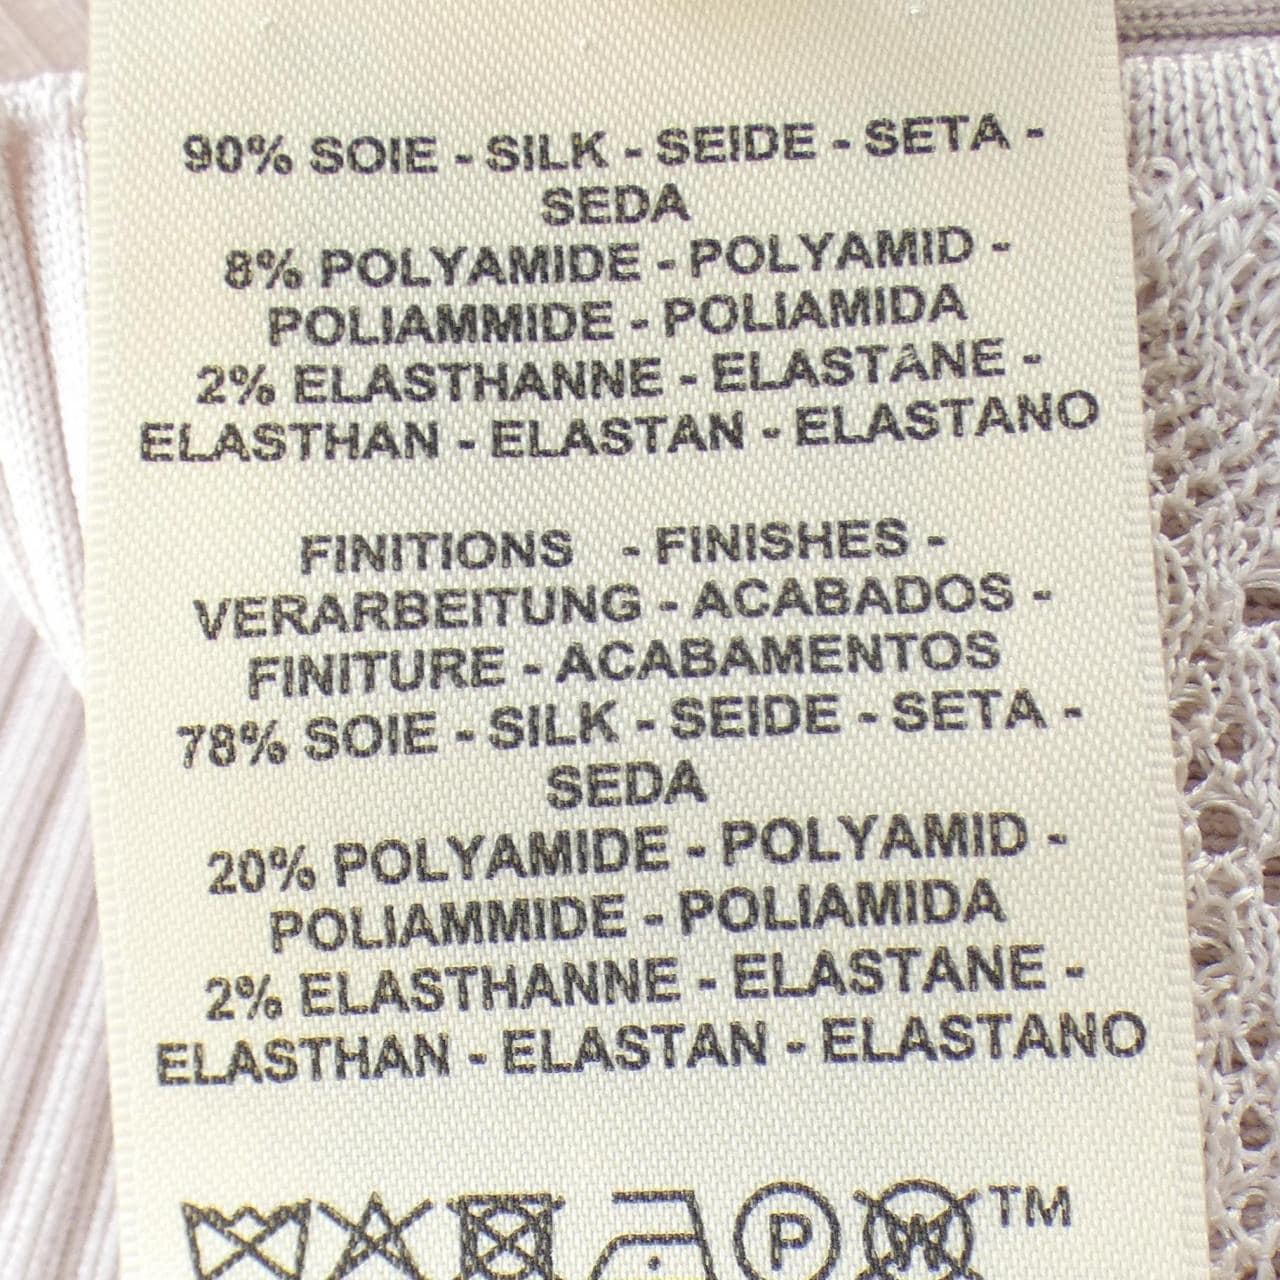 90% SOIE - SILK - SEIDE - SETA -
SEDA
8% POLYAMIDE - POLYAMID -
POLIAMMIDE - POLIAMIDA
2% ELASTHANNE - ELASTANE -
ELASTHAN - ELASTAN - ELASTANO
FINITIONS - FINISHES -
VERARBEITUNG - ACABADOS -
FINITURE - ACABAMENTOS
78% SOIE - SILK - SEIDE - SETA -
SEDA
20% POLYAMIDE - POLYAMID -
POLIAMMIDE - POLIAMIDA
2% ELASTHANNE - ELASTANE -
ELASTHAN - ELASTAN - ELASTANO
P W TM